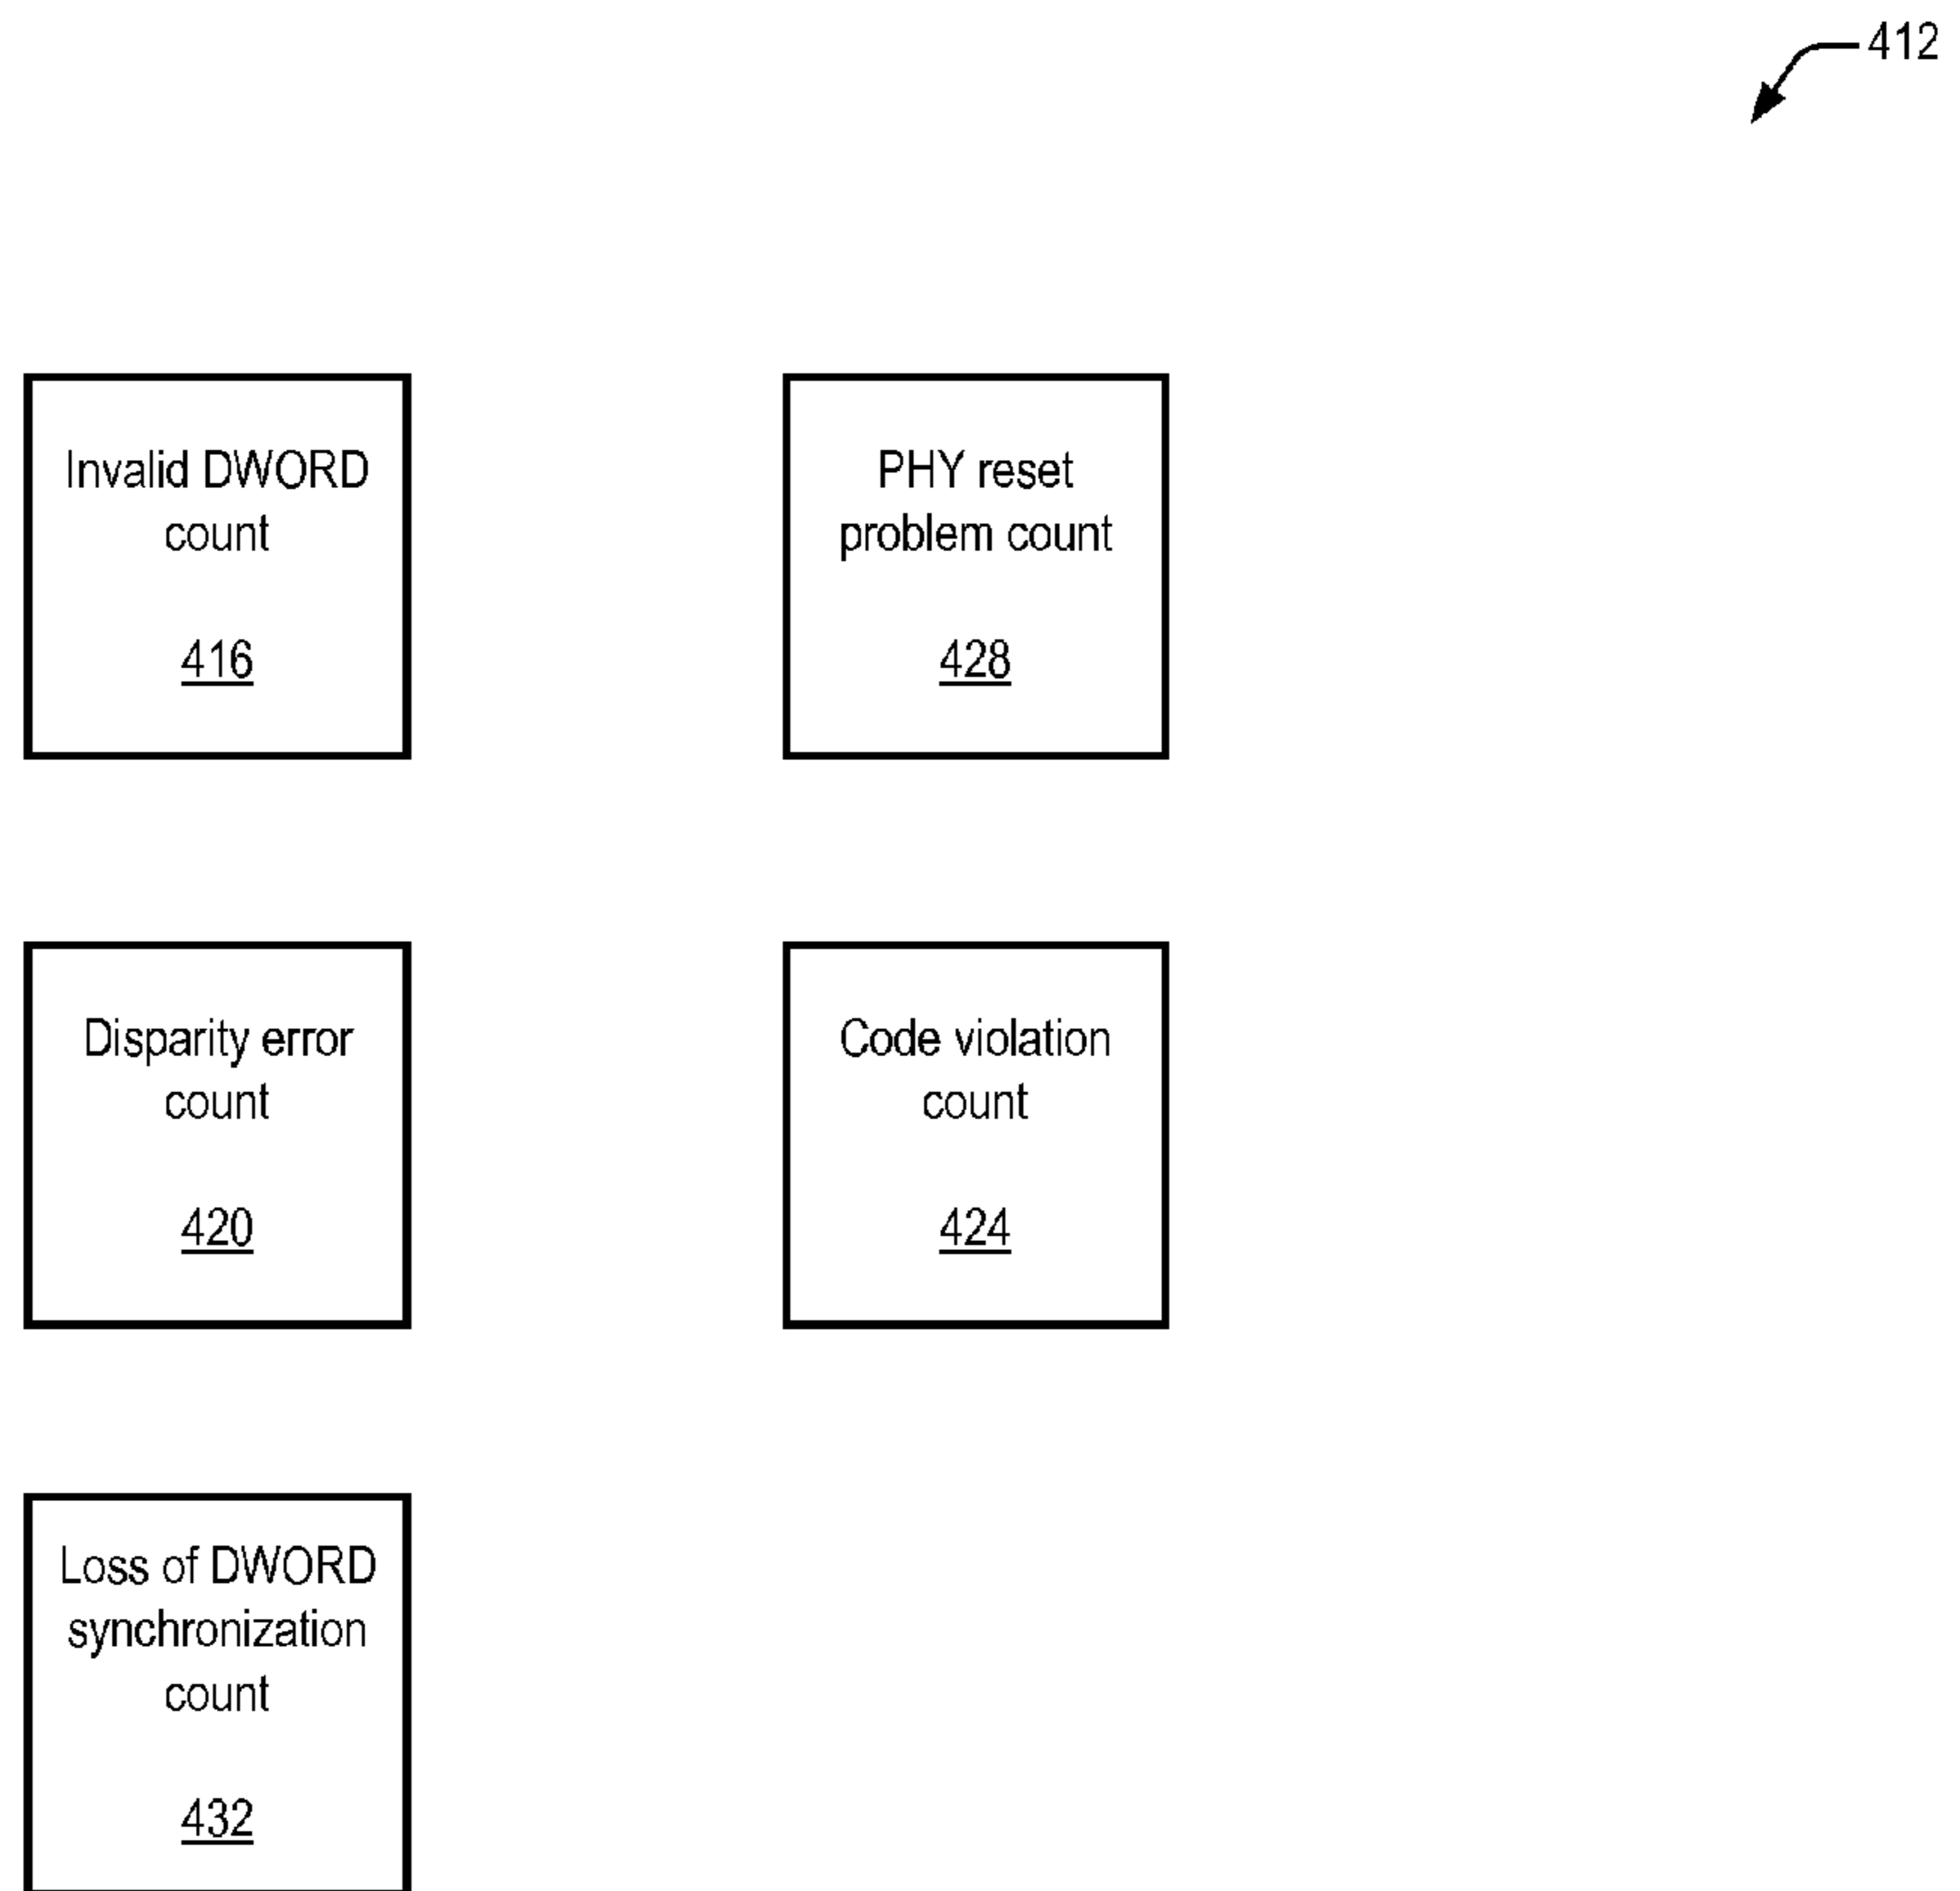 412
Invalid DWORD
count
416
PHY reset
problem count
428
Disparity error
count
420
Code violation
count
424
Loss of DWORD
synchronization
count
432